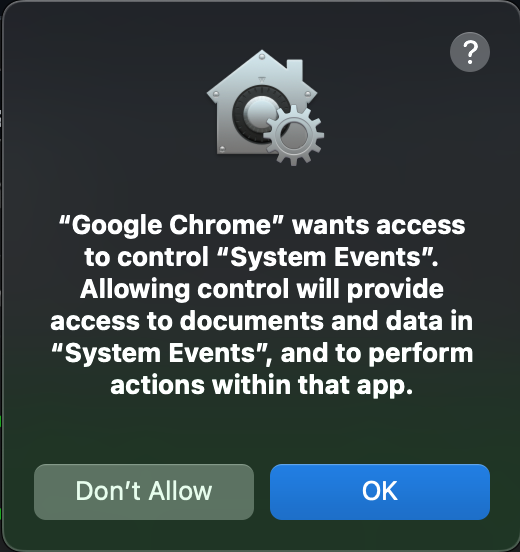 ?
“Google Chrome” wants access
to control “System Events”.
Allowing control will provide
access to documents and data in
“System Events”, and to perform
actions within that app.
Don’t Allow
OK